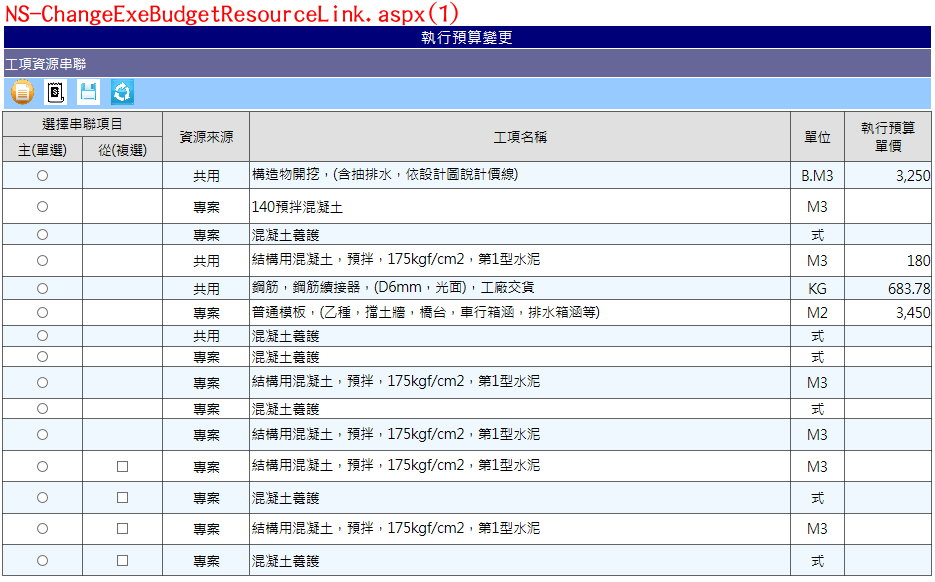 NS-ChangeExeBudgetResourceLink.aspx(1)
執行預算變更
工項資源串聯
選擇串聯項目 資源來源 工項名稱 單位 執行預算單價
主(單選) 從(複選)
共用 構造物開挖，(含抽排水，依設計圖說計價線) B.M3 3,250
專案 140預拌混凝土 M3
專案 混凝土養護 式
共用 結構用混凝土，預拌，175kgf/cm2，第1型水泥 M3 180
共用 鋼筋，鋼筋續接器，(D6mm，光面)，工廠交貨 KG 683.78
專案 普通模板，(乙種，擋土牆，橋台，車行箱涵，排水箱涵等) M2 3,450
共用 混凝土養護 式
專案 混凝土養護 式
專案 結構用混凝土，預拌，175kgf/cm2，第1型水泥 M3
專案 混凝土養護 式
專案 結構用混凝土，預拌，175kgf/cm2，第1型水泥 M3
專案 結構用混凝土，預拌，175kgf/cm2，第1型水泥 M3
專案 混凝土養護 式
專案 結構用混凝土，預拌，175kgf/cm2，第1型水泥 M3
專案 混凝土養護 式